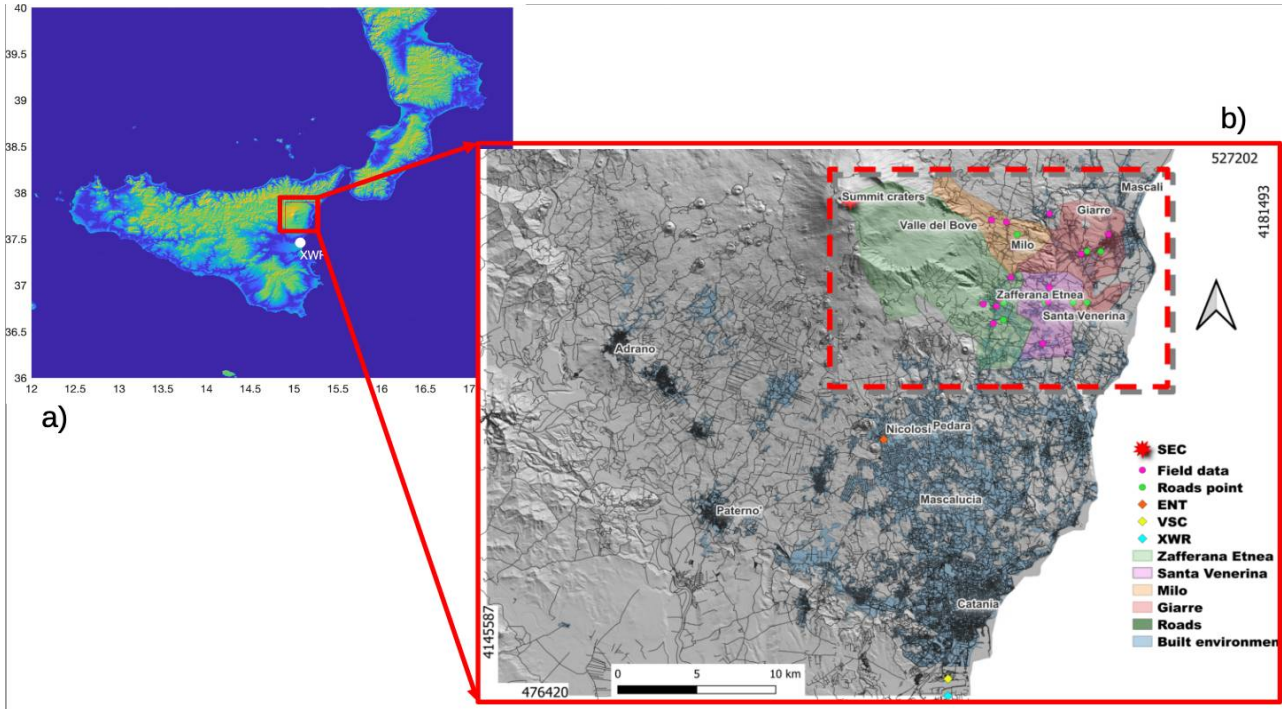 40
39.5
39
38.5
38
37.5
37
36.5
36
12
12.5
13
13.5
14
14.5
15
15.5
16
16.5
17
a)
b)
527202
4181493
Mascali
Summit craters
Giarre
Valle del Bove
Milo
Zafferana Etnea
Santa Venerina
Adrano
Nicolosi
Pedara
Mascalucia
Paterno'
Catania
SEC
Field data
Roads point
ENT
VSC
XWR
Zafferana Etnea
Santa Venerina
Milo
Giarre
Roads
Built environmen
4145587
476420
0
5
10 km